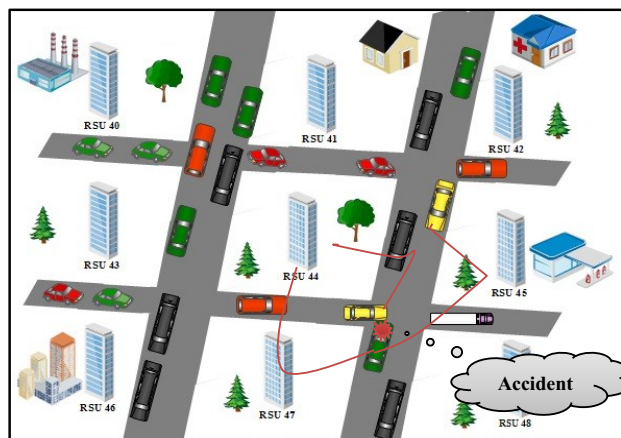 RSU 40
RSU 41
RSU 42
RSU 43
RSU 44
RSU 45
Accident
RSU 46
RSU 47
RSU 48